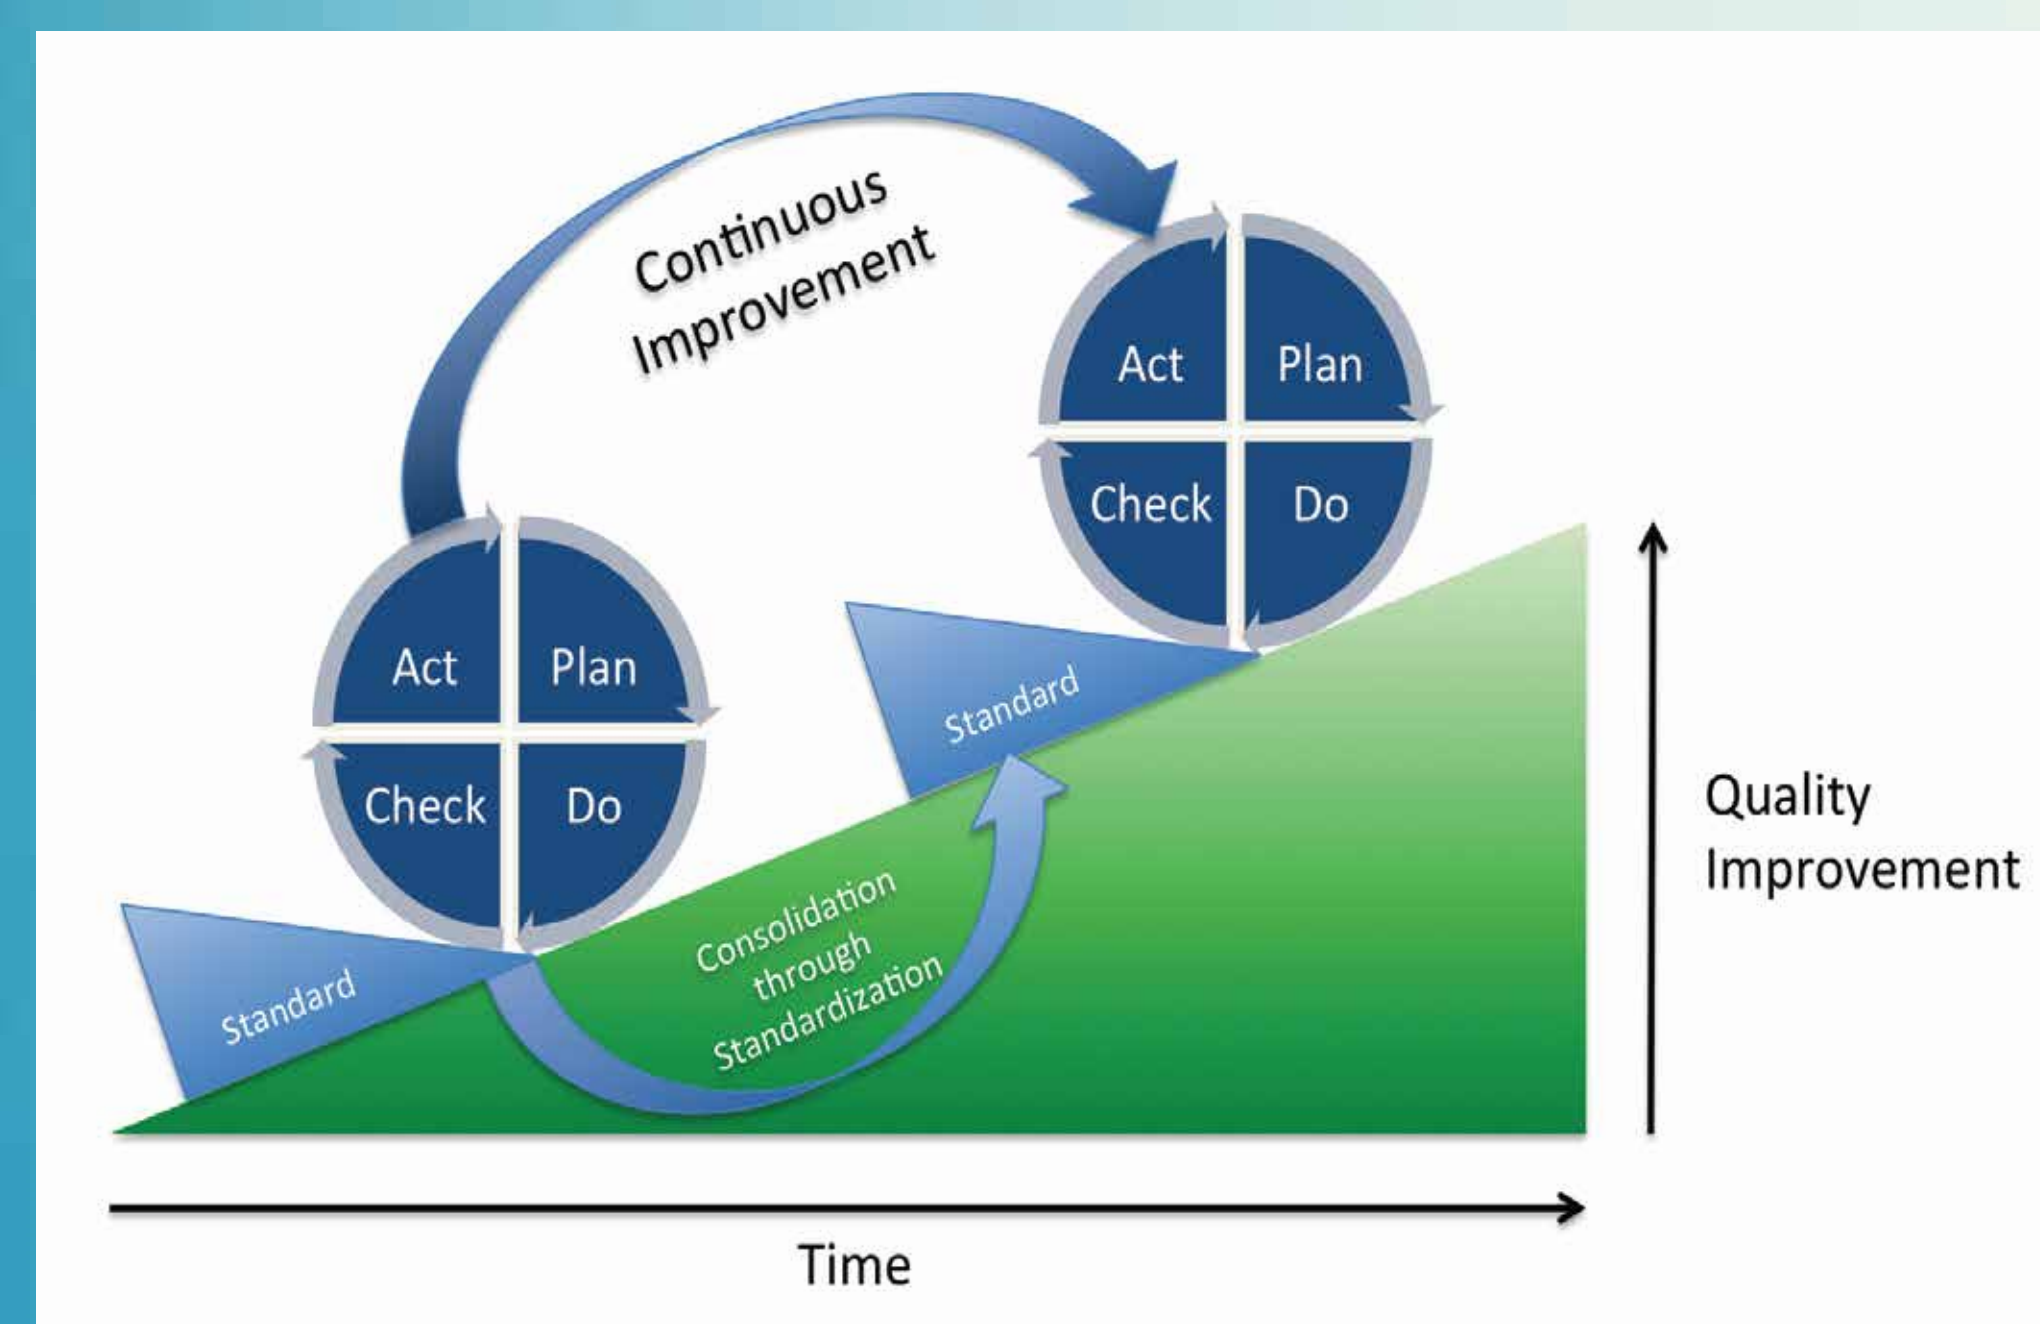 Continuous
Improvement
Act
Plan
Check
Do
Act
Plan
Check
Do
Standard
Standard
Consolidation
through
Standardization
Quality
Improvement
Time